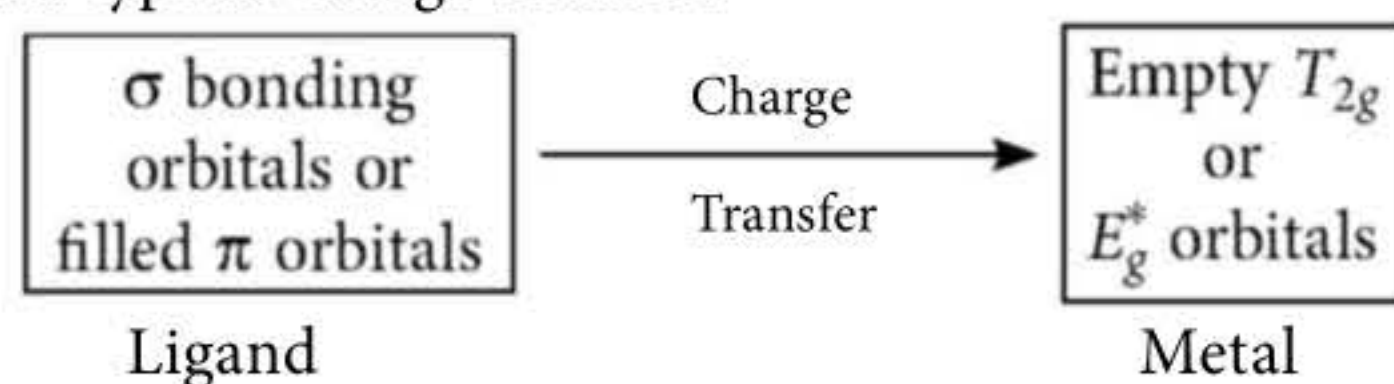 σ bonding
orbitals or
filled π orbitals
Ligand
Charge
Transfer
Empty T₂g
or
E*g orbitals
Metal